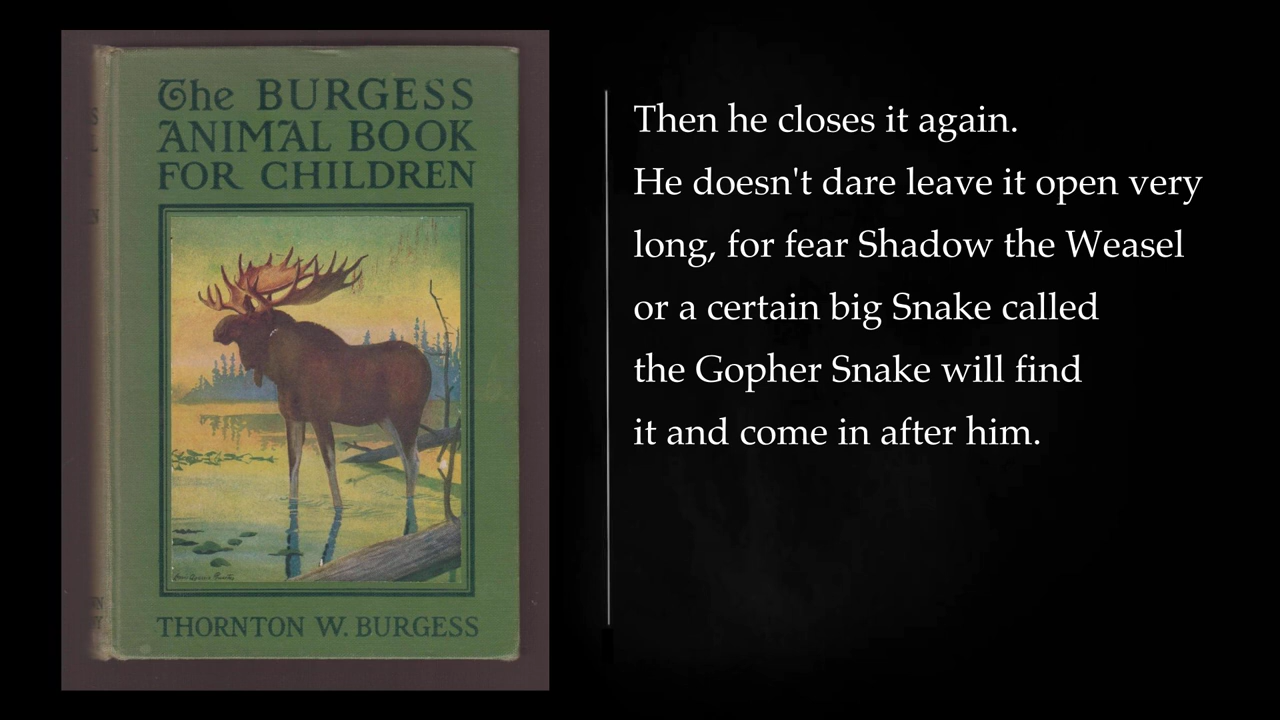 The BURGESS
ANIMAL BOOK
FOR CHILDREN
THORNTON W. BURGESS
Then he closes it again.
He doesn't dare leave it open very
long, for fear Shadow the Weasel
or a certain big Snake called
the Gopher Snake will find
it and come in after him.